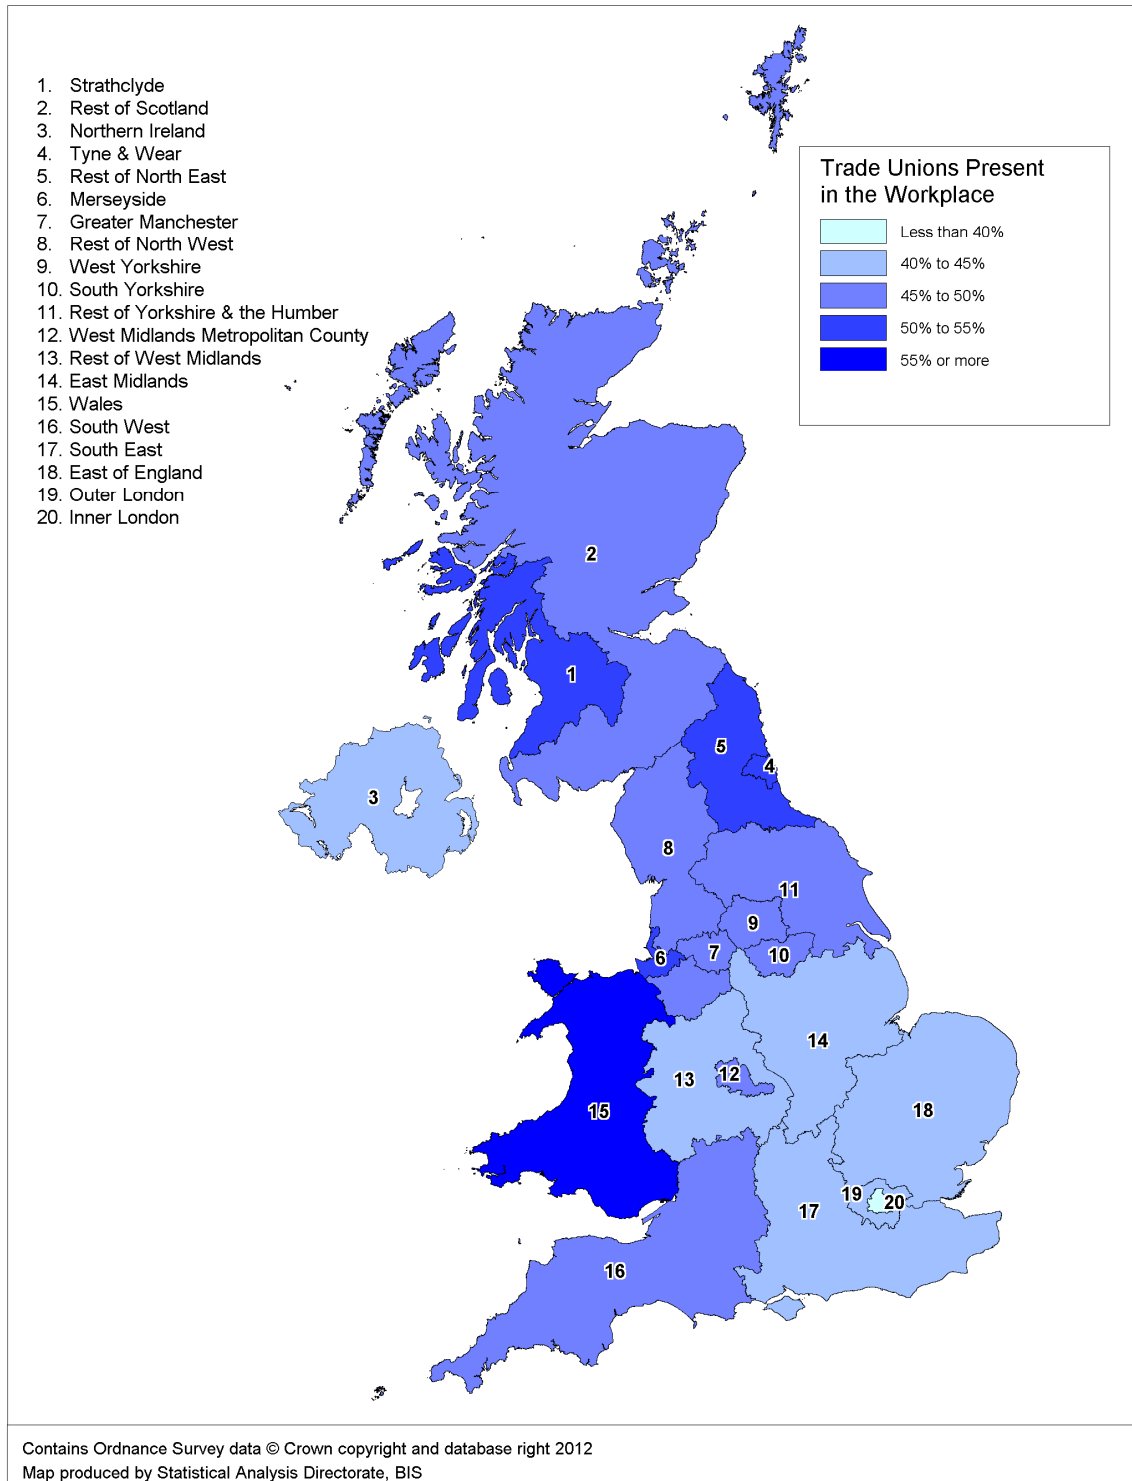 1. Strathclyde
2. Rest of Scotland
3. Northern Ireland
4. Tyne & Wear
5. Rest of North East
6. Merseyside
7. Greater Manchester
8. Rest of North West
9. West Yorkshire
10. South Yorkshire
11. Rest of Yorkshire & the Humber
12. West Midlands Metropolitan County
13. Rest of West Midlands
14. East Midlands
15. Wales
16. South West
17. South East
18. East of England
19. Outer London
20. Inner London
Trade Unions Present
in the Workplace
Less than 40%
40% to 45%
45% to 50%
50% to 55%
55% or more
2
1
5
4
3
8
11
9
7
10
6
14
12
13
18
15
19
20
17
16
Contains Ordnance Survey data © Crown copyright and database right 2012
Map produced by Statistical Analysis Directorate, BIS